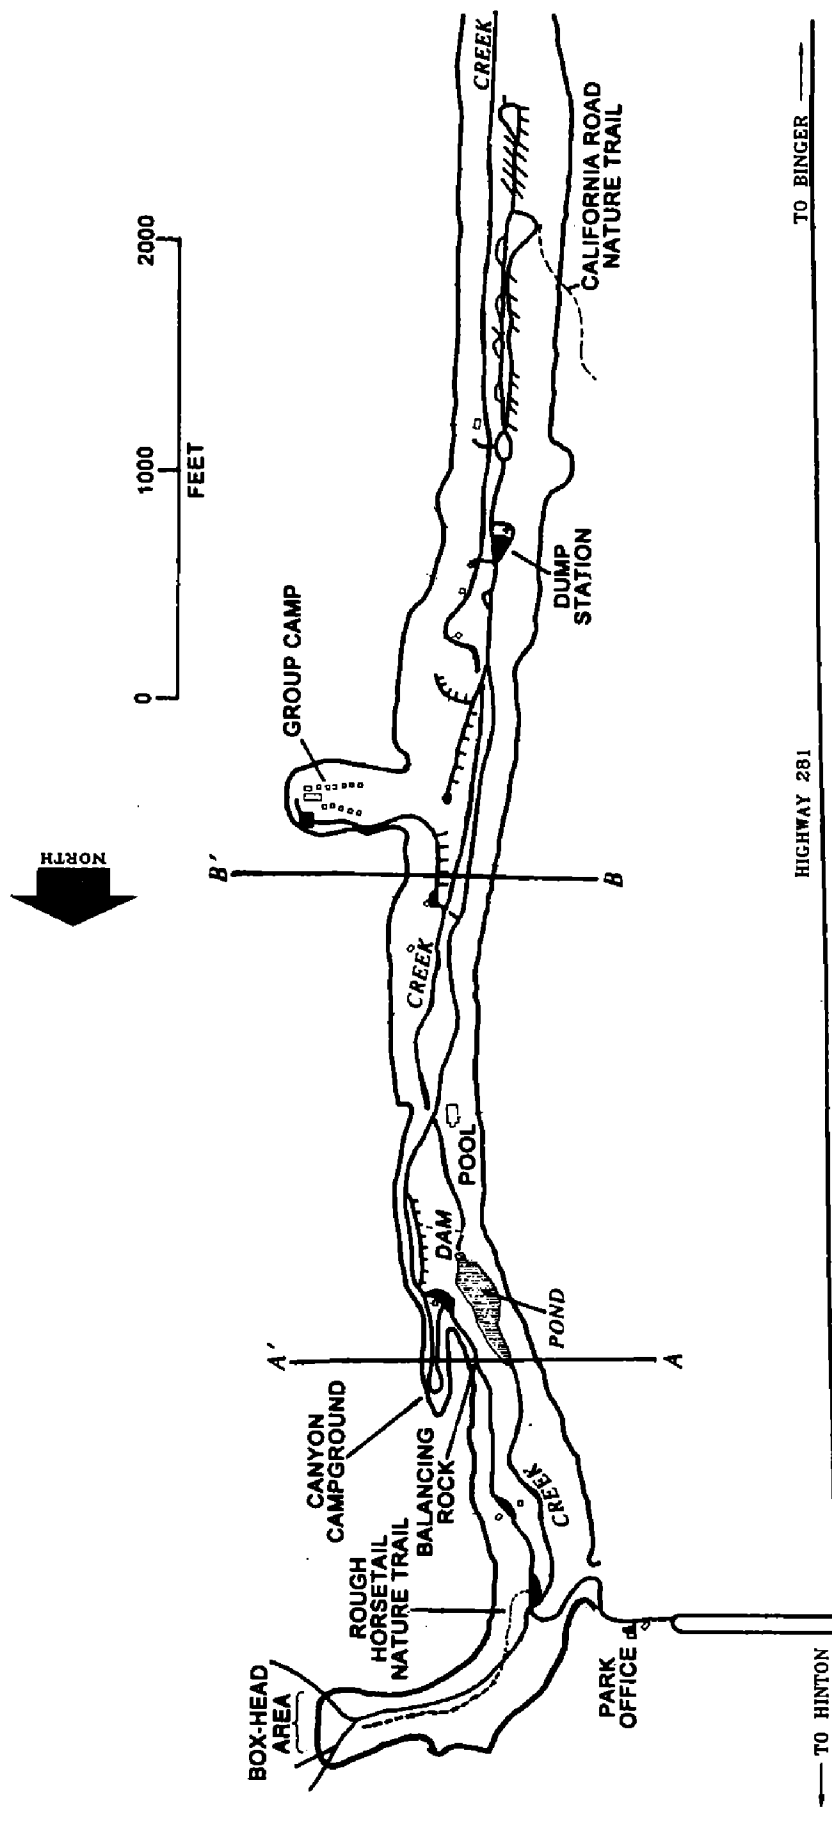 BOX-HEAD
AREA
ROUGH
HORSETAIL
NATURE TRAIL
PARK
OFFICE
← TO HINTON
CANYON
CAMPGROUND
BALANCING
ROCK
CREEK
A'
A
POND
DAM
POOL
CREEK
NORTH
B'
B
GROUP CAMP
HIGHWAY 281
0
1000
2000
FEET
DUMP
STATION
CALIFORNIA ROAD
NATURE TRAIL
CREEK
TO BINGER →